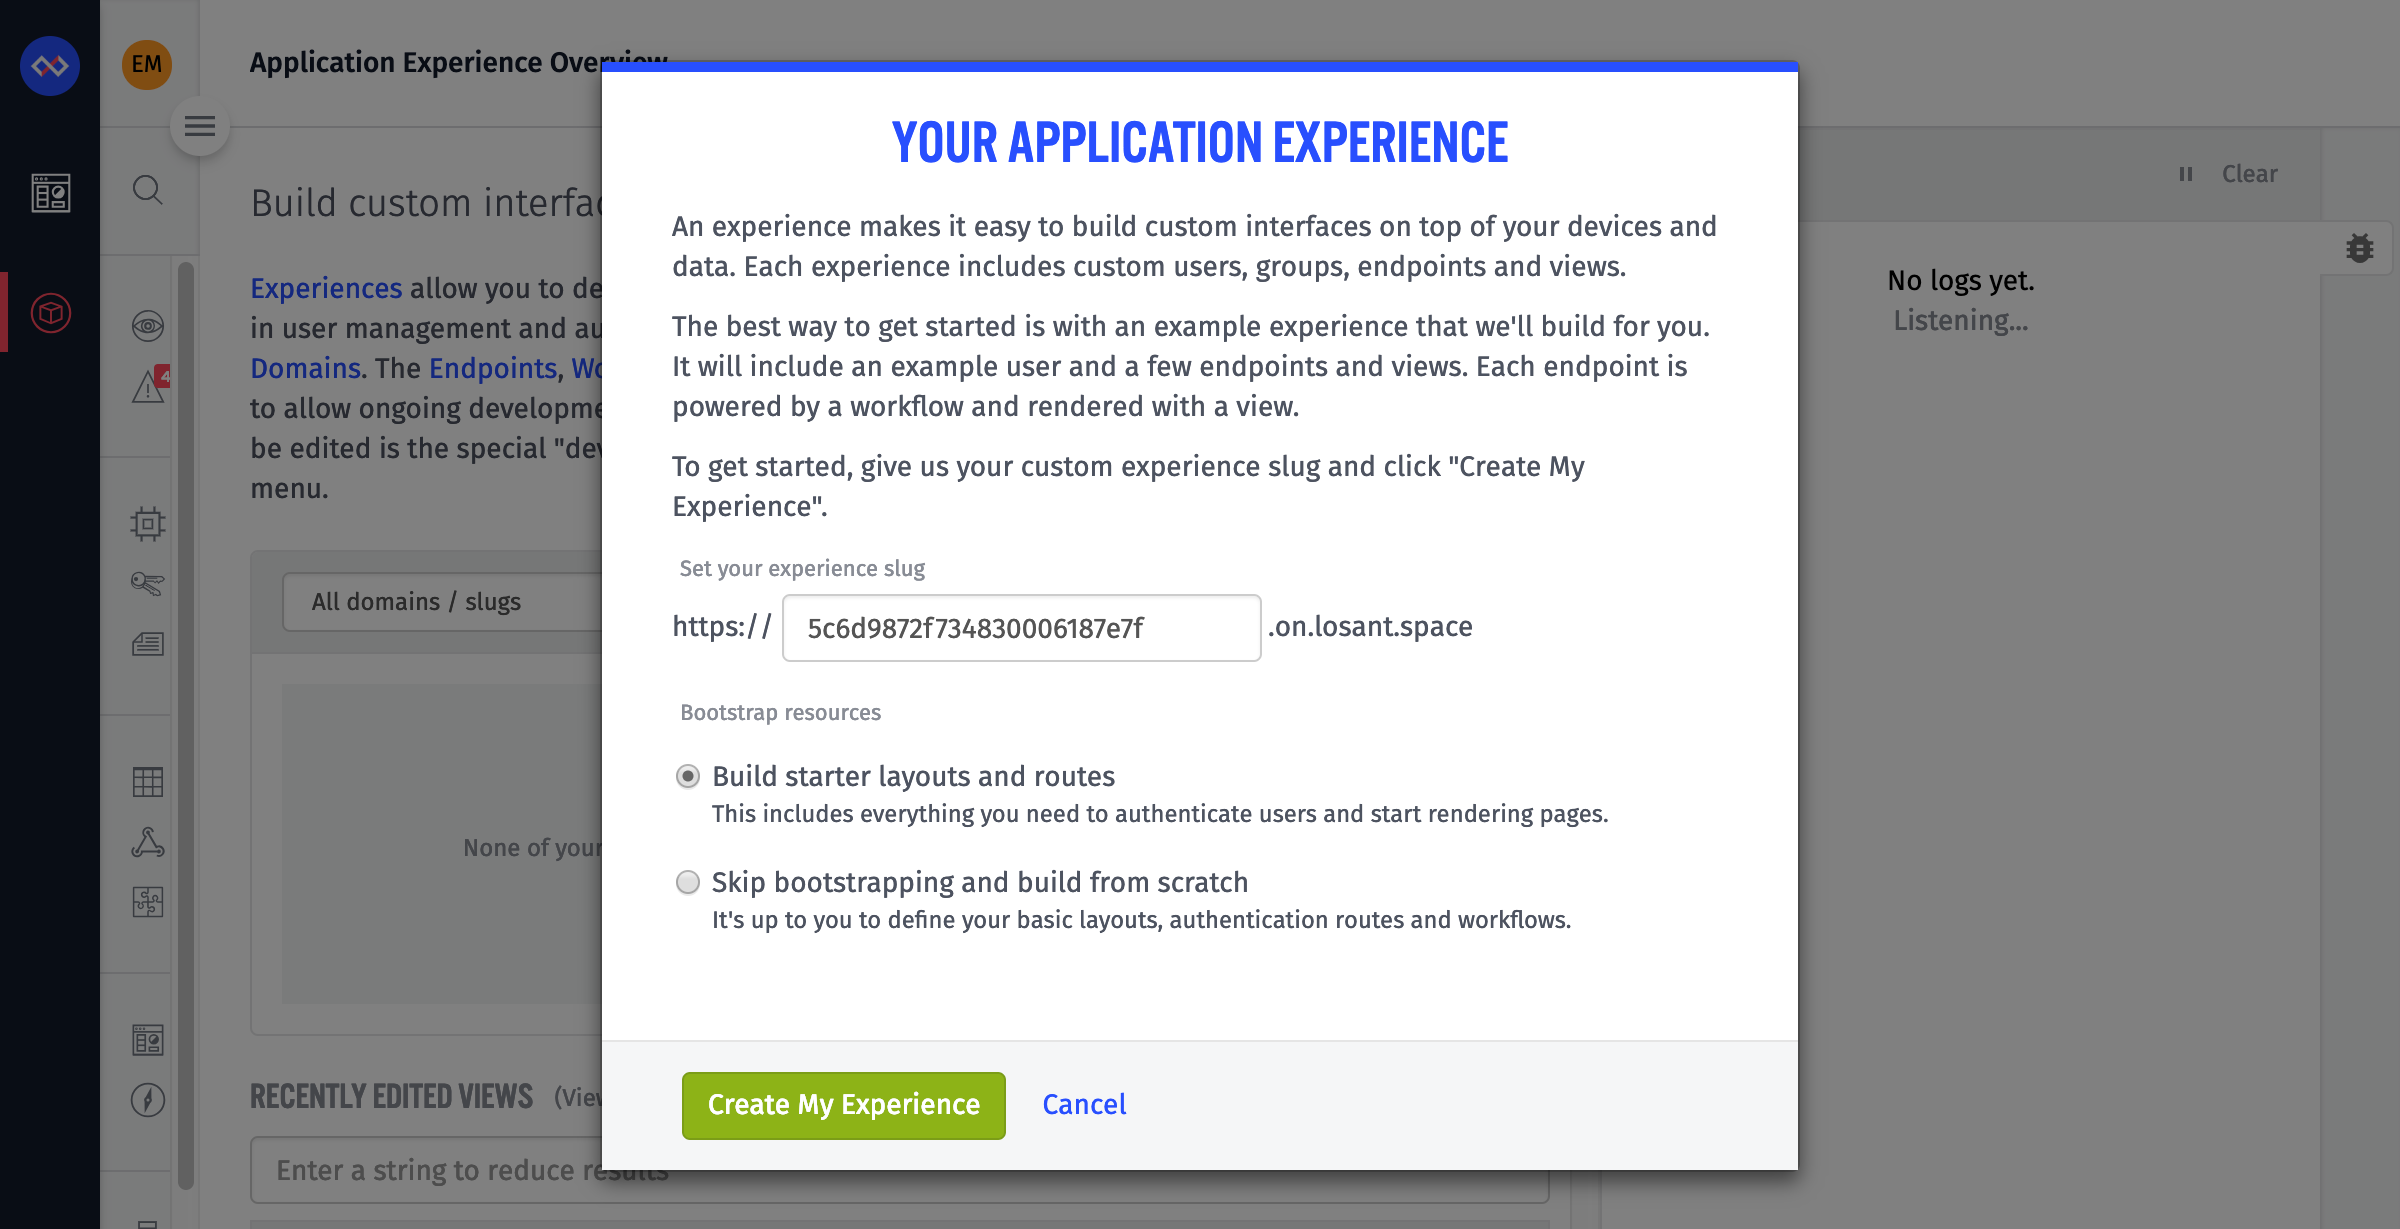 EM
Application Experience Overview
Build custom interfac
Experiences allow you to de
in user management and au
Domains. The Endpoints, Wo
to allow ongoing developme
be edited is the special "dev
menu.
All domains / slugs
None of your
RECENTLY EDITED VIEWS (View
Enter a string to reduce results
4
YOUR APPLICATION EXPERIENCE
An experience makes it easy to build custom interfaces on top of your devices and
data. Each experience includes custom users, groups, endpoints and views.
The best way to get started is with an example experience that we'll build for you.
It will include an example user and a few endpoints and views. Each endpoint is
powered by a workflow and rendered with a view.
To get started, give us your custom experience slug and click "Create My
Experience".
Set your experience slug
https:// 5c6d9872f734830006187e7f .on.losant.space
Bootstrap resources
Build starter layouts and routes
This includes everything you need to authenticate users and start rendering pages.
Skip bootstrapping and build from scratch
It's up to you to define your basic layouts, authentication routes and workflows.
Create My Experience Cancel
Clear
No logs yet.
Listening...